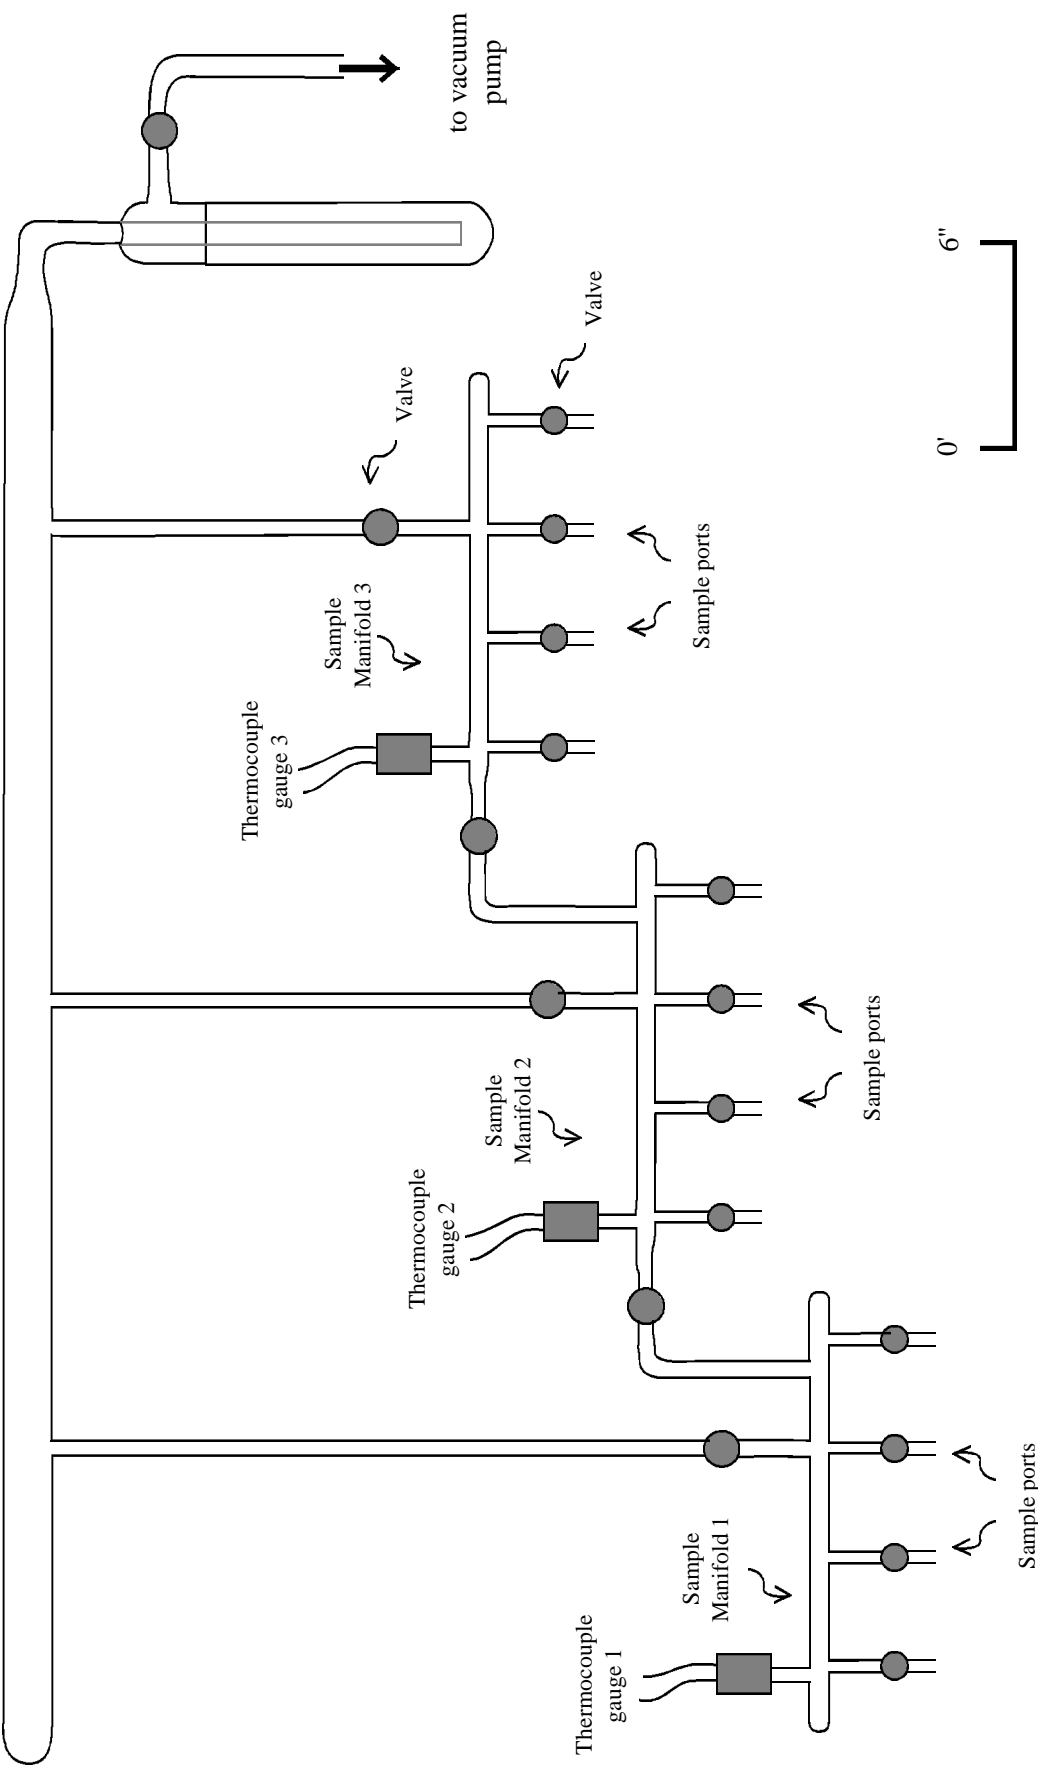 to vacuum
pump
Valve
Valve
6"
0'
Sample
Manifold 3
Sample ports
Thermocouple
gauge 3
Sample
Manifold 2
Sample ports
Thermocouple
gauge 2
Sample
Manifold 1
Sample ports
Thermocouple
gauge 1